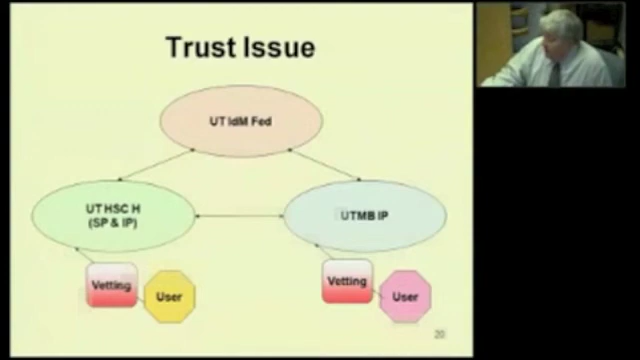 Trust Issue
UT IdM Fed
UT HSC H
(SP & IP)
UTMB IP
Vetting
User
Vetting
User
20